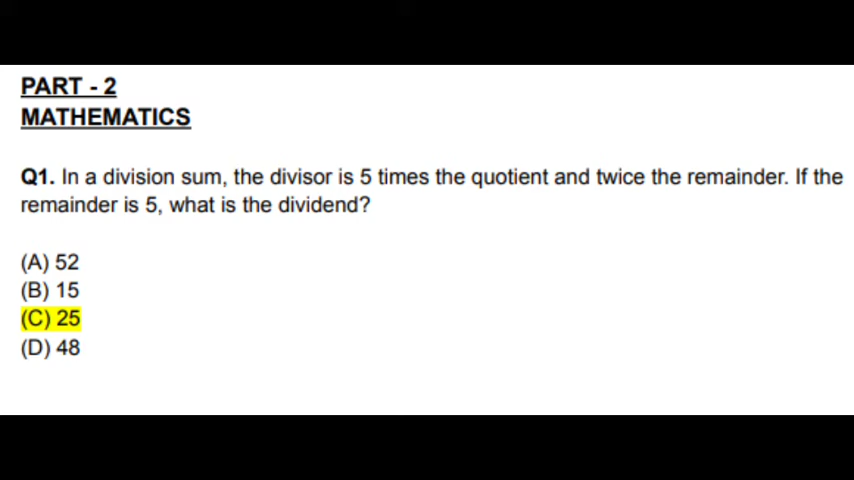 PART - 2
MATHEMATICS
Q1. In a division sum, the divisor is 5 times the quotient and twice the remainder. If the
remainder is 5, what is the dividend?
(A) 52
(B) 15
(C) 25
(D) 48